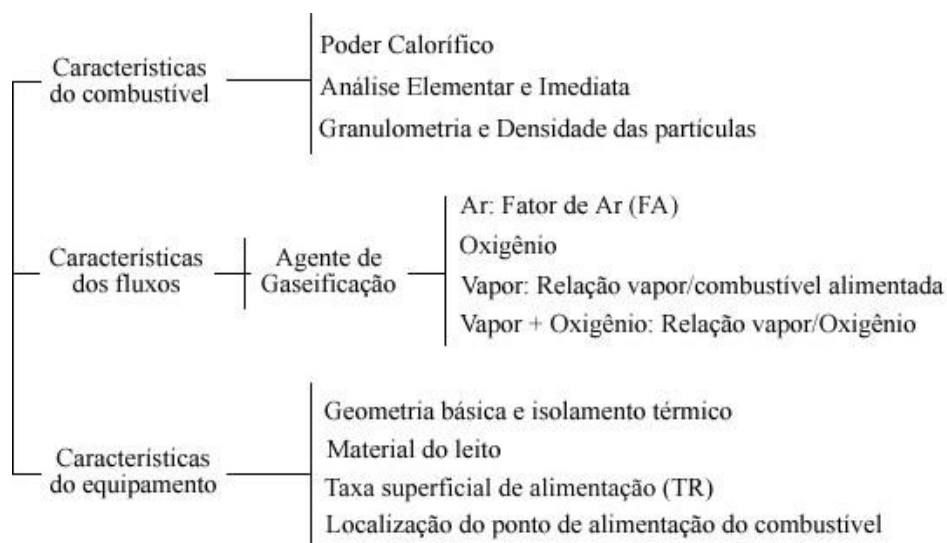 Características
do combustível
Poder Calorífico
Análise Elementar e Imediata
Granulometria e Densidade das partículas
Características
dos fluxos
Agente de
Gaseificação
Ar: Fator de Ar (FA)
Oxigênio
Vapor: Relação vapor/combustível alimentada
Vapor + Oxigênio: Relação vapor/Oxigênio
Características
do equipamento
Geometria básica e isolamento térmico
Material do leito
Taxa superficial de alimentação (TR)
Localização do ponto de alimentação do combustível